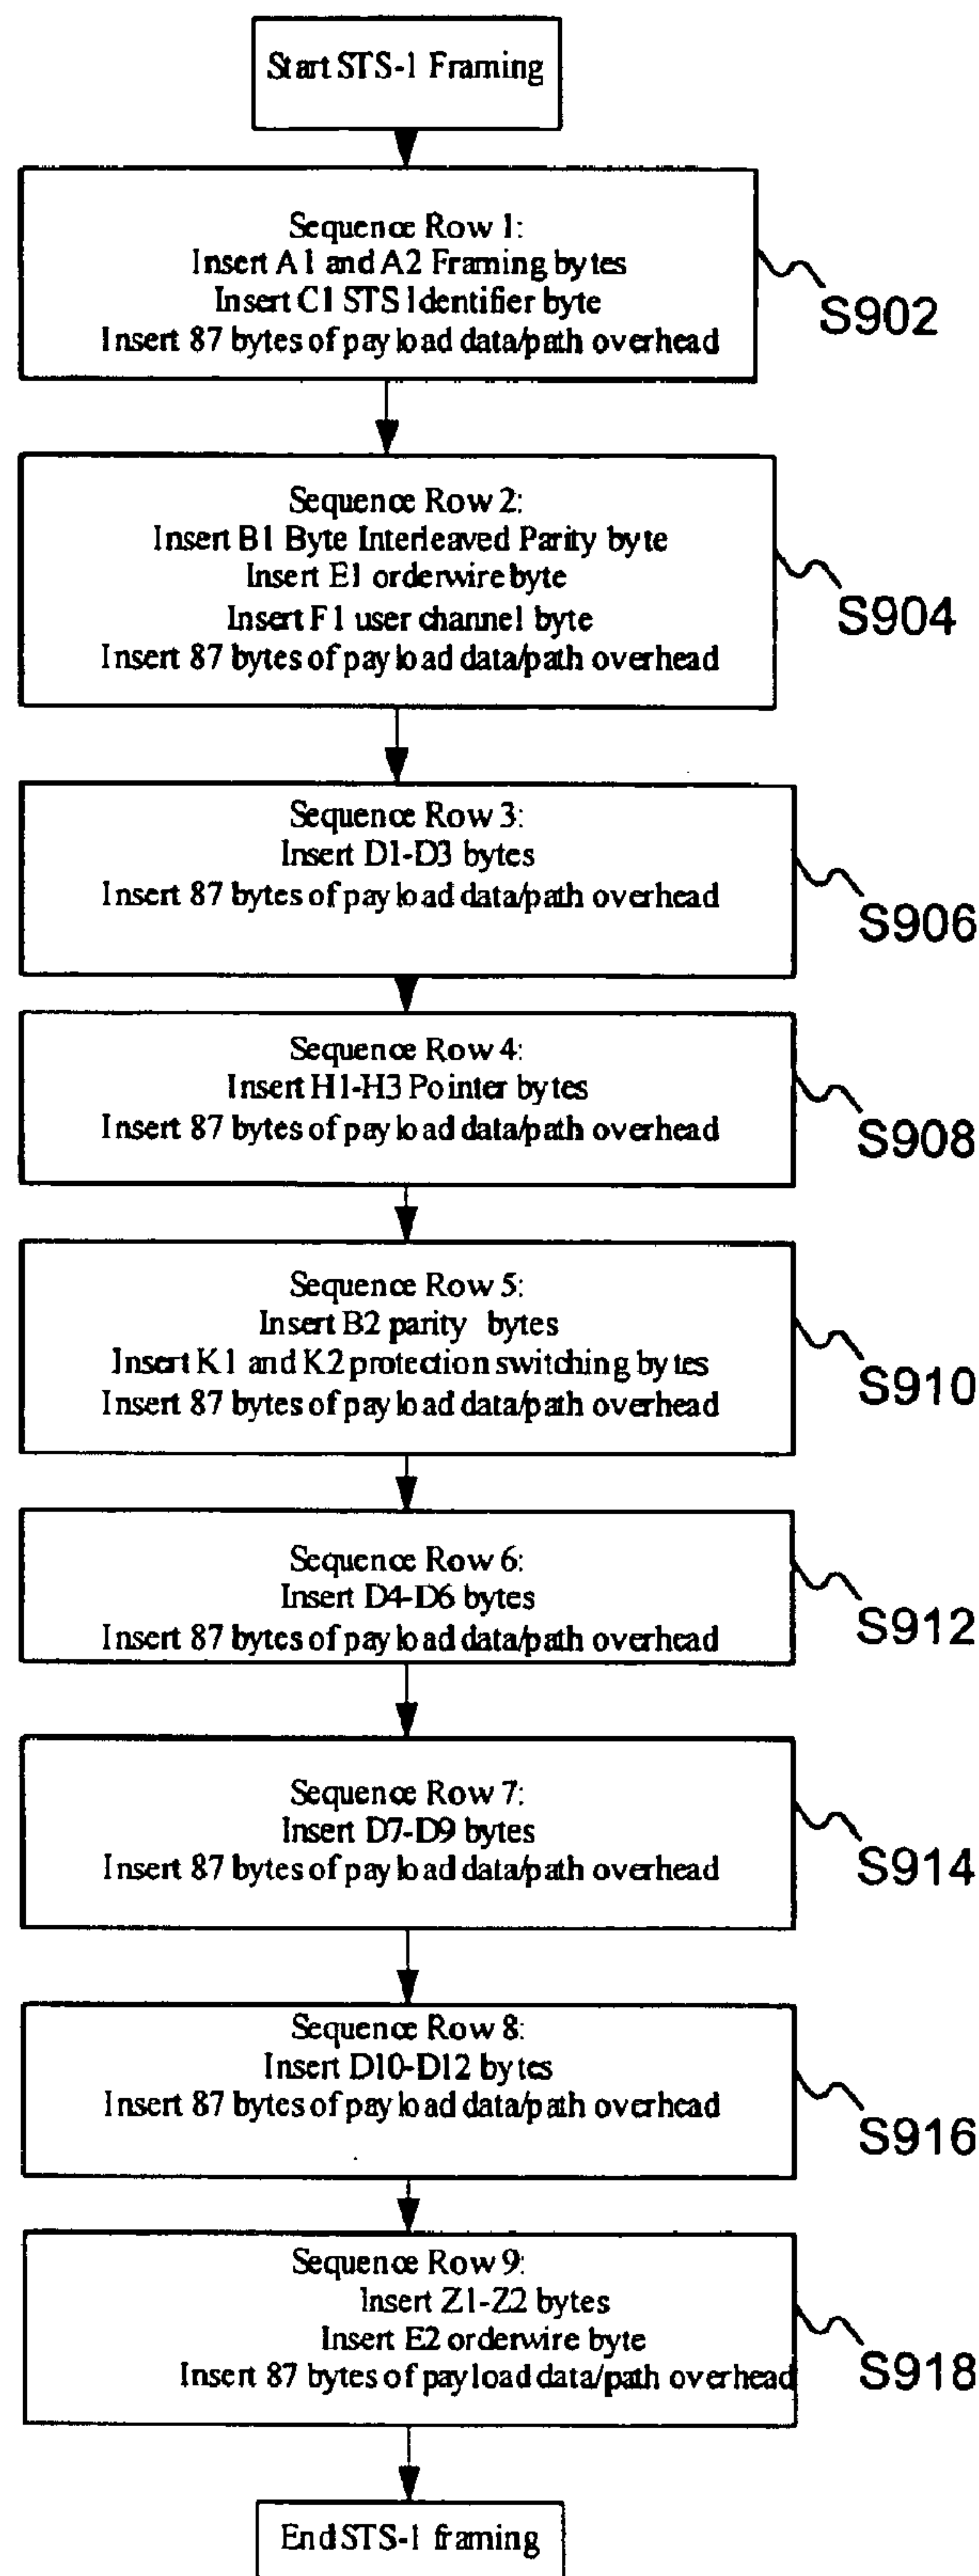 Start STS-1 Framing
Sequence Row 1:
Insert A1 and A2 Framing bytes
Insert C1 STS Identifier byte
Insert 87 bytes of payload data/path overhead
S902
Sequence Row 2:
Insert B1 Byte Interleaved Parity byte
Insert E1 orderwire byte
Insert F1 user channel byte
Insert 87 bytes of payload data/path overhead
S904
Sequence Row 3:
Insert D1-D3 bytes
Insert 87 bytes of payload data/path overhead
S906
Sequence Row 4:
Insert H1-H3 Pointer bytes
Insert 87 bytes of payload data/path overhead
S908
Sequence Row 5:
Insert B2 parity bytes
Insert K1 and K2 protection switching bytes
Insert 87 bytes of payload data/path overhead
S910
Sequence Row 6:
Insert D4-D6 bytes
Insert 87 bytes of payload data/path overhead
S912
Sequence Row 7:
Insert D7-D9 bytes
Insert 87 bytes of payload data/path overhead
S914
Sequence Row 8:
Insert D10-D12 bytes
Insert 87 bytes of payload data/path overhead
S916
Sequence Row 9:
Insert Z1-Z2 bytes
Insert E2 orderwire byte
Insert 87 bytes of payload data/path overhead
S918
End STS-1 framing